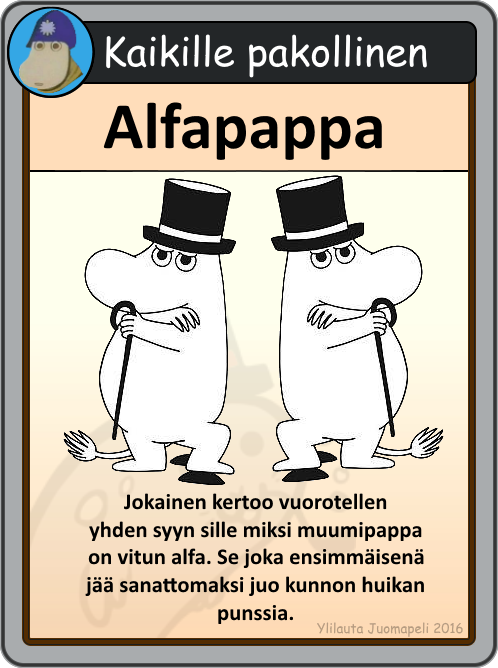 Kaikille pakollinen
Alfapappa
Jokainen kertoo vuorotellen
yhden syyn sille miksi muumipappa
on vitun alfa. Se joka ensimmäisenä
jää sanattomaksi juo kunnon huikan
punssia.
Ylilauta Juomapeli 2016